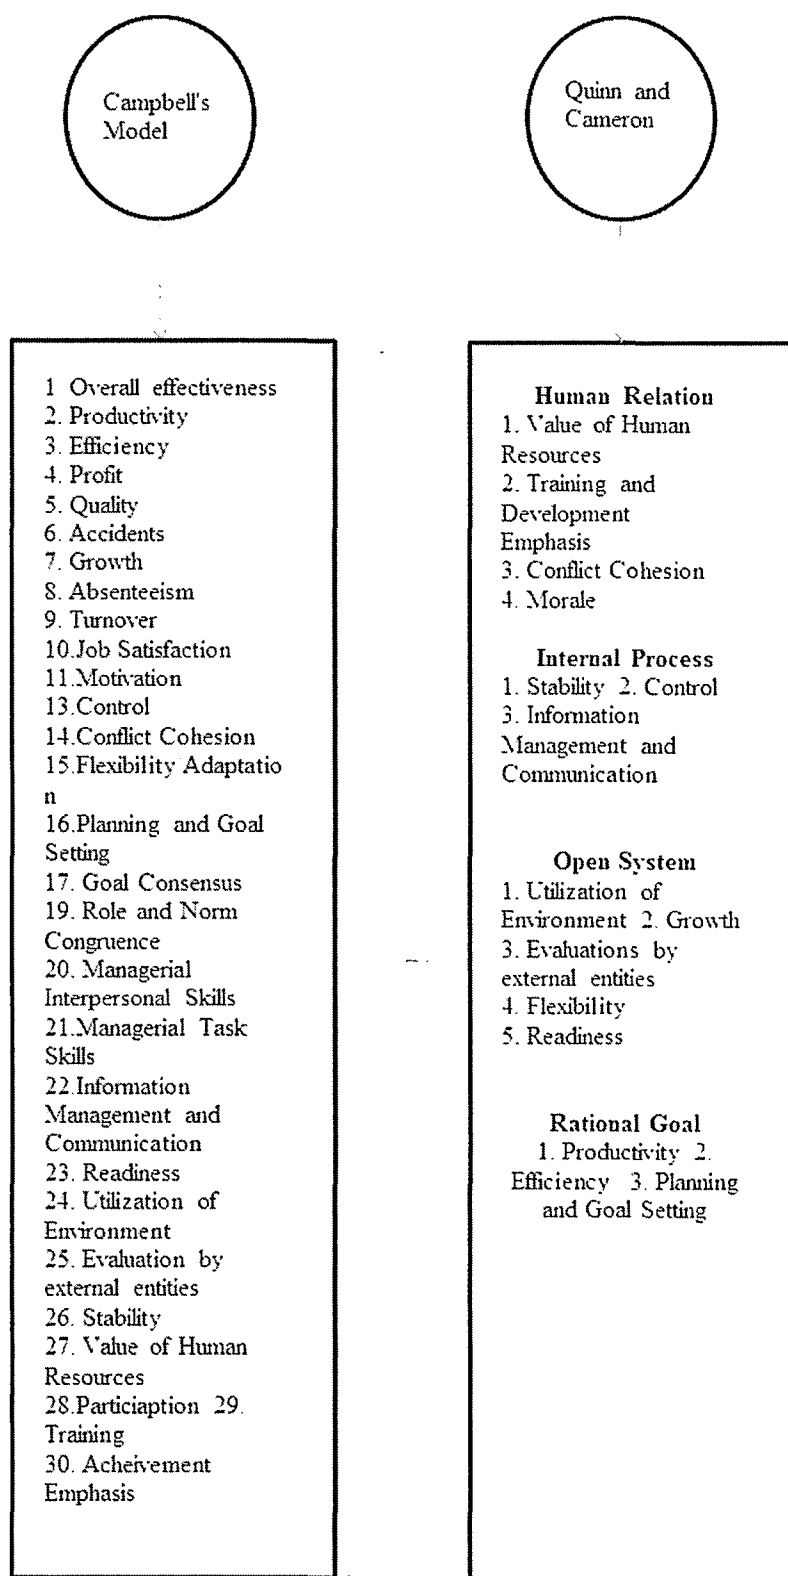 Campbell's
Model
Quinn and
Cameron
1 Overall effectiveness
2. Productivity
3. Efficiency
4. Profit
5. Quality
6. Accidents
7. Growth
8. Absenteeism
9. Turnover
10.Job Satisfaction
11.Motivation
13.Control
14.Conflict Cohesion
15.Flexibility Adaptatio
n
16.Planning and Goal
Setting
17. Goal Consensus
19. Role and Norm
Congruence
20. Managerial
Interpersonal Skills
21.Managerial Task
Skills
22.Information
Management and
Communication
23. Readiness
24. Utilization of
Environment
25. Evaluation by
external entities
26. Stability
27. Value of Human
Resources
28.Particiaption 29.
Training
30. Acheivement
Emphasis
Human Relation
1. Value of Human
Resources
2. Training and
Development
Emphasis
3. Conflict Cohesion
4. Morale
Internal Process
1. Stability 2. Control
3. Information
Management and
Communication
Open System
1. Utilization of
Environment 2. Growth
3. Evaluations by
external entities
4. Flexibility
5. Readiness
Rational Goal
1. Productivity 2.
Efficiency 3. Planning
and Goal Setting